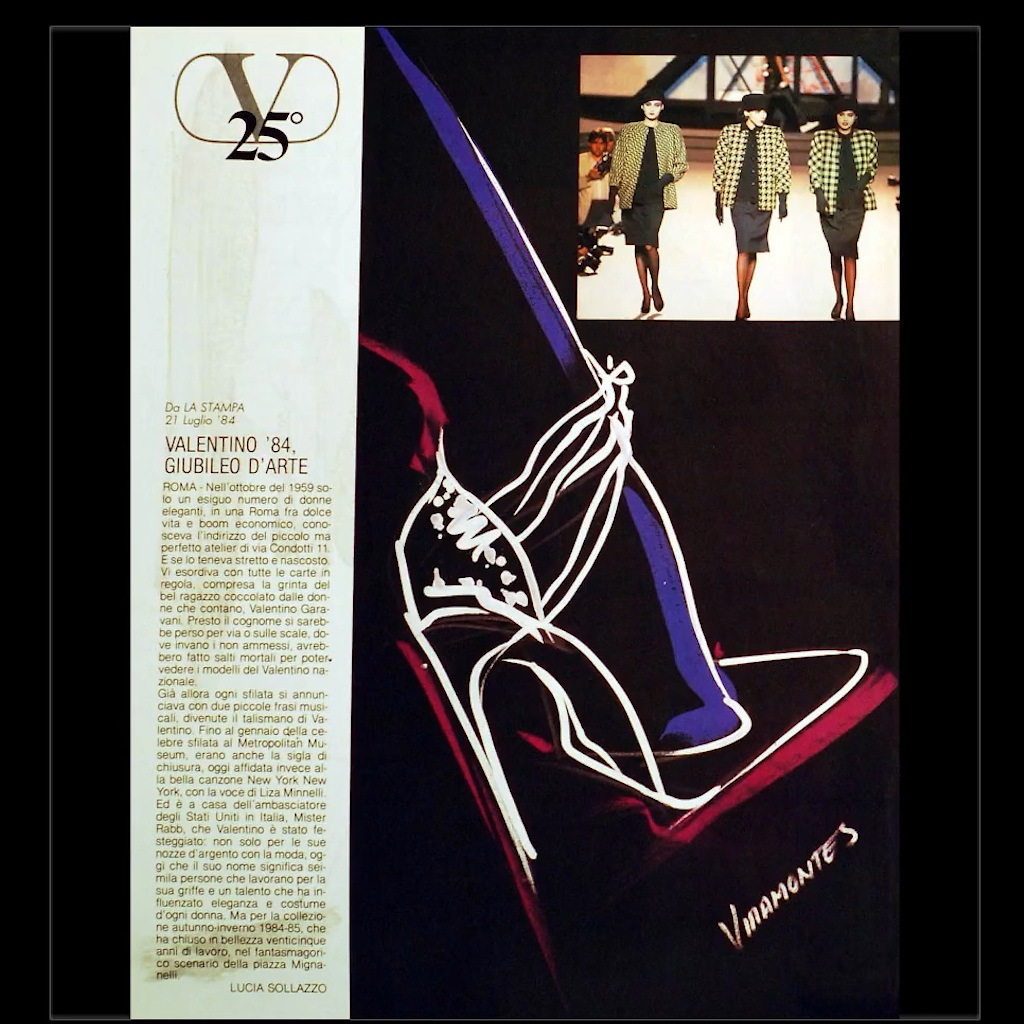 V
25°
Da LA STAMPA
21 Luglio '84
VALENTINO '84,
GIUBILEO D'ARTE
ROMA - Nell'ottobre del 1959 so-
lo un esiguo numero di donne
eleganti, in una Roma fra dolce
vita e boom economico, cono-
sceva l'indirizzo del piccolo ma
perfetto atelier di via Condotti 11.
E se lo teneva stretto e nascosto.
Vi esordiva con tutte le carte in
regola, compresa la grinta del
bel ragazzo coccolato dalle don-
ne che contano, Valentino Gara-
vani. Presto il cognome si sareb-
be perso per via o sulle scale, do-
ve invano i non ammessi, avreb-
bero fatto salti mortali per poter
vedere i modelli del Valentino na-
zionale.
Già allora ogni sfilata si annun-
ciava con due piccole frasi musi-
cali, divenute il talismano di Va-
lentino. Fino al gennaio della ce-
lebre sfilata al Metropolitan Mu-
seum, erano anche la sigla di
chiusura, oggi affidata invece al-
la bella canzone New York New
York, con la voce di Liza Minnelli.
Ed è a casa dell'ambasciatore
degli Stati Uniti in Italia, Mister
Rabb, che Valentino è stato fe-
steggiato: non solo per le sue
nozze d'argento con la moda, og-
gi che il suo nome significa sei-
mila persone che lavorano per la
sua griffe e un talento che ha in-
fluenzato eleganza e costume
d'ogni donna. Ma per la collezio-
ne autunno-inverno 1984-85, che
ha chiuso in bellezza venticinque
anni di lavoro, nel fantasmagori-
co scenario della piazza Migna-
nelli.
LUCIA SOLLAZZO
VIRAMONTES